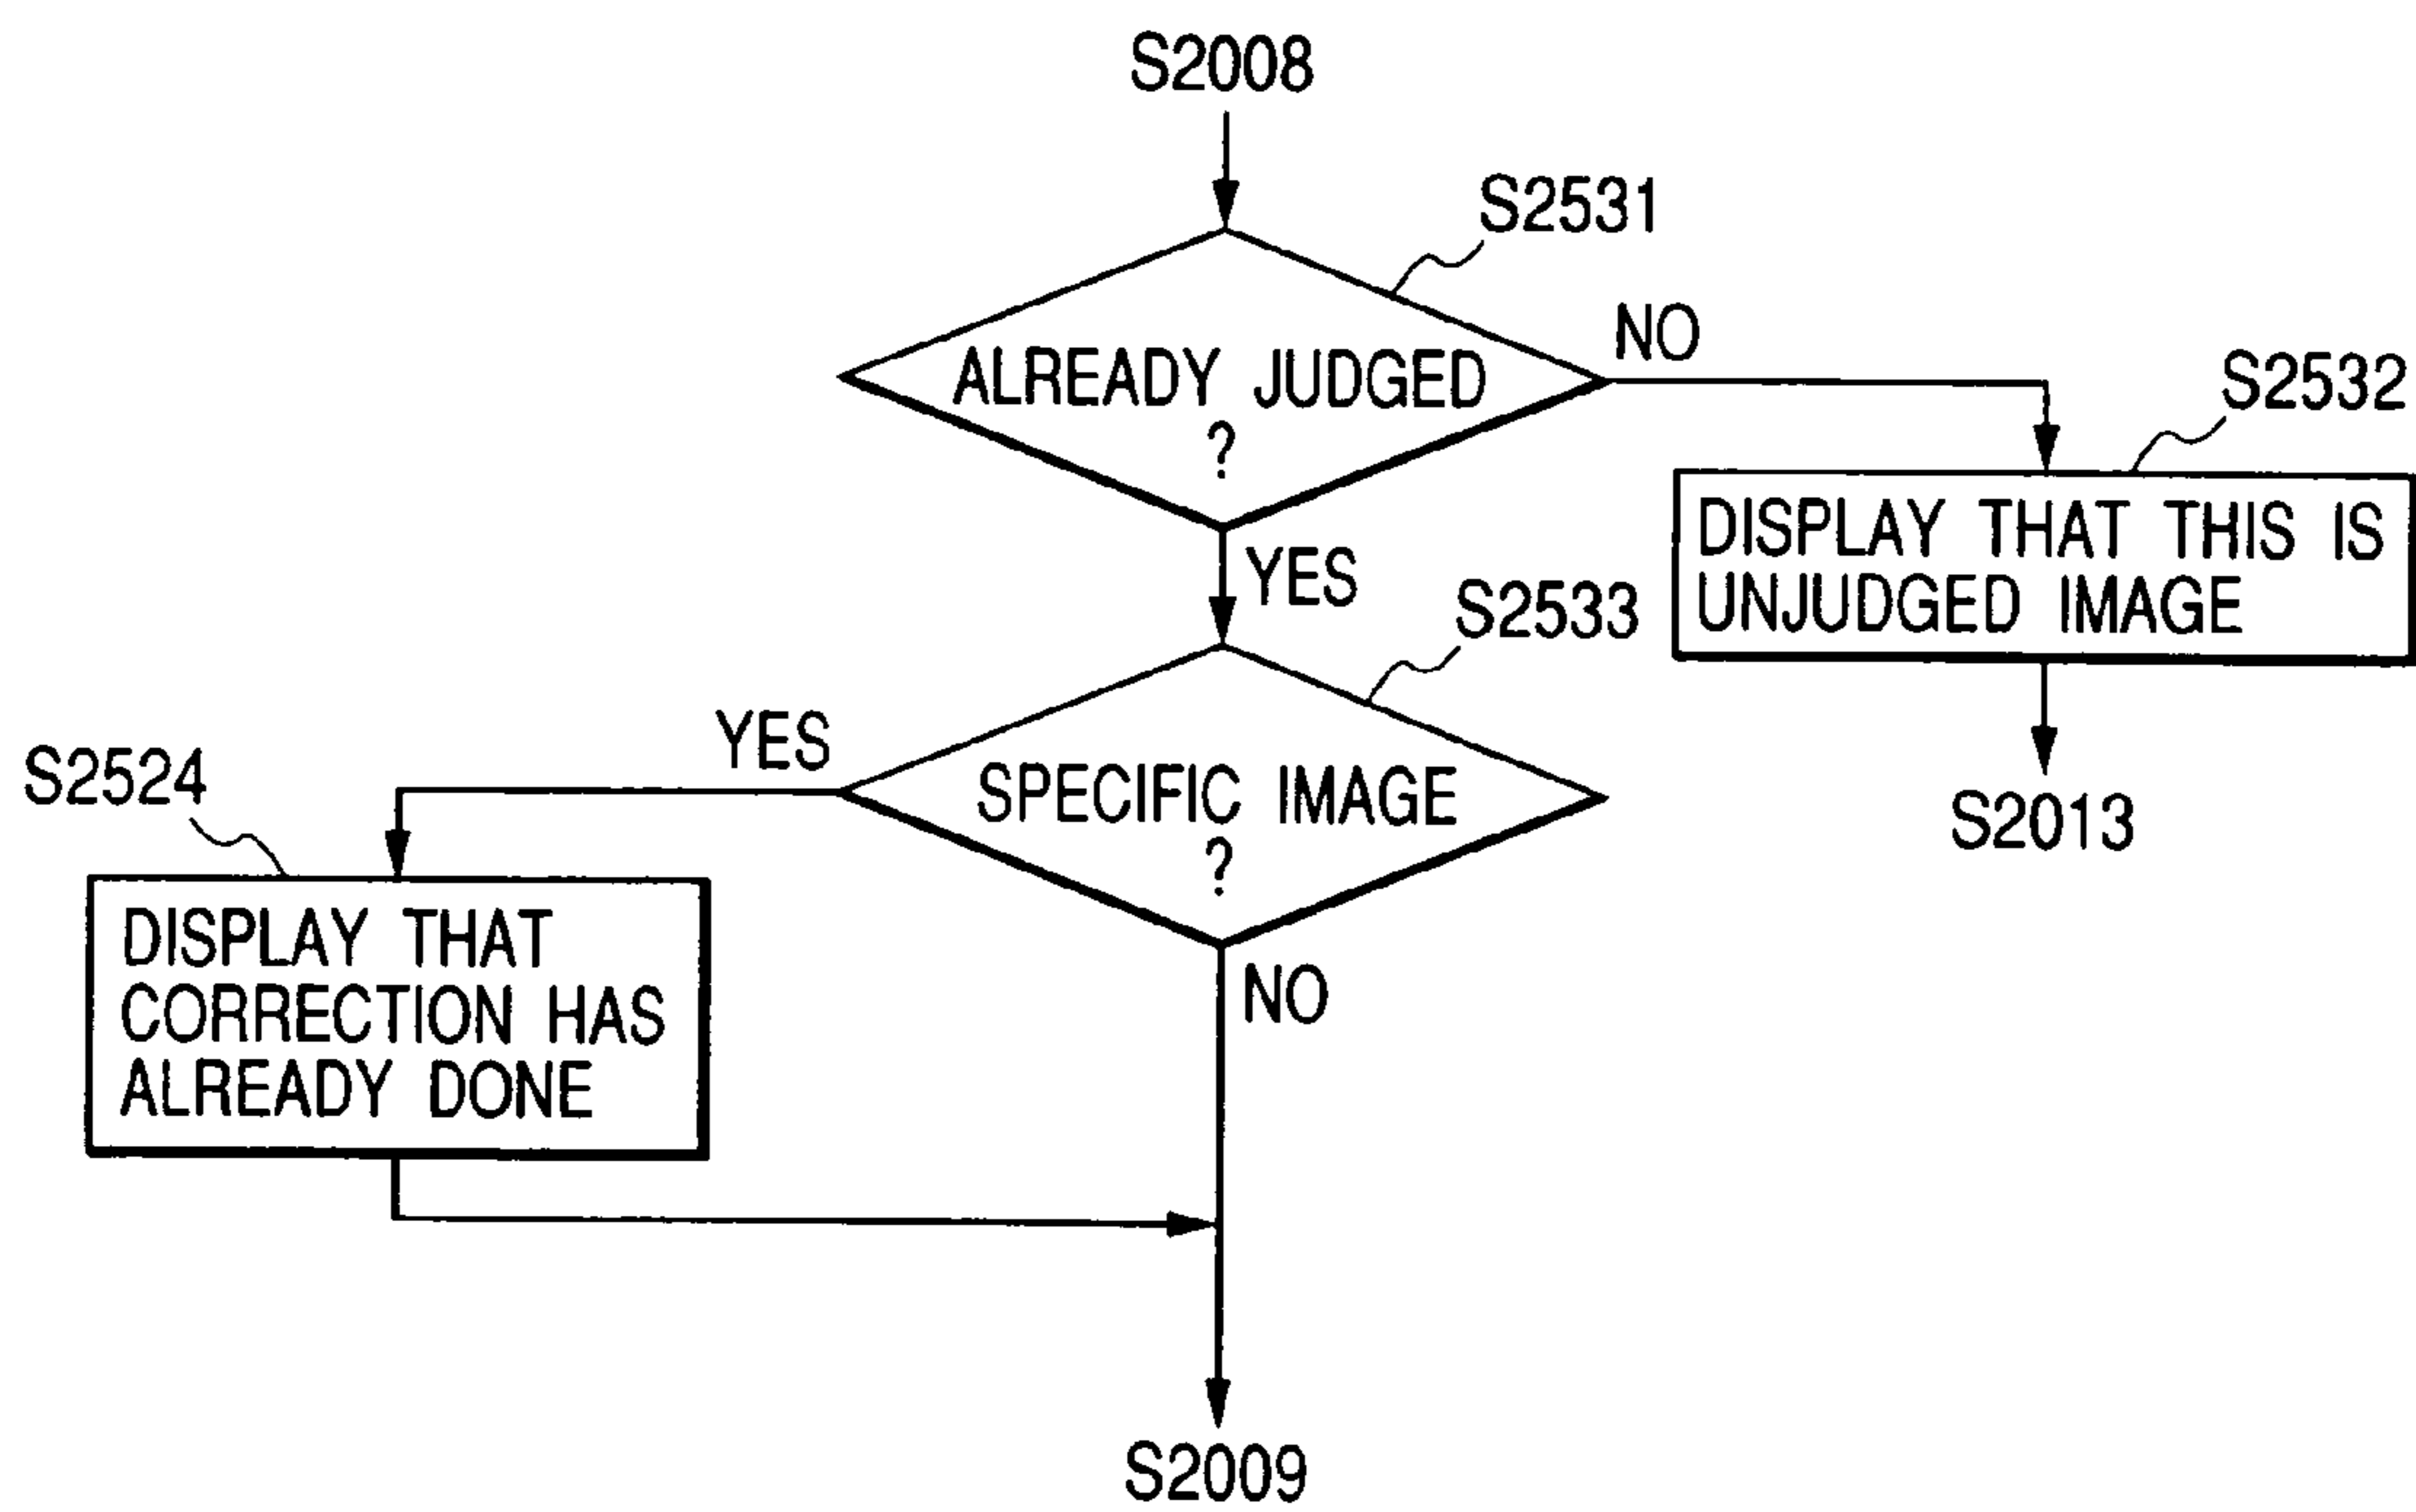 S2008
S2531
ALREADY JUDGED
?
NO
S2532
DISPLAY THAT THIS IS
UNJUDGED IMAGE
S2013
YES
S2533
SPECIFIC IMAGE
?
YES
S2524
DISPLAY THAT
CORRECTION HAS
ALREADY DONE
NO
S2009